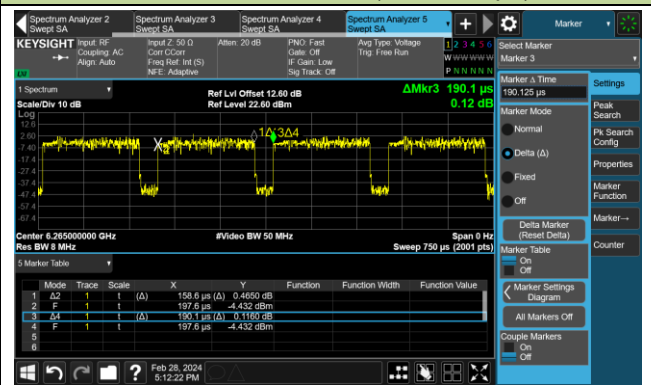 Spectrum Analyzer 2
Swept SA
Spectrum Analyzer 3
Swept SA
Spectrum Analyzer 4
Swept SA
Spectrum Analyzer 5
Swept SA
Marker
KEYSIGHT
Input: RF
Coupling: AC
Align: Auto
Input Z: 50 Ω
Corr CCorr
Freq Ref: Int (S)
NFE: Adaptive
Atten: 20 dB
PNO: Fast
Gate: Off
IF Gain: Low
Sig Track: Off
Avg Type: Voltage
Trig: Free Run
1 2 3 4 5 6
W W W W W W
P N N N N N
Select Marker
Marker 3
1 Spectrum
Scale/Div 10 dB
Log
Ref Lvl Offset 12.60 dB
Ref Level 22.60 dBm
ΔMkr3 190.1 µs
0.12 dB
12.6
2.60
-7.40
-17.4
-27.4
-37.4
-47.4
-57.4
-67.4
1Δ2
3Δ4
Center 6.265000000 GHz
Res BW 8 MHz
#Video BW 50 MHz
Span 0 Hz
Sweep 750 µs (2001 pts)
5 Marker Table
Mode Trace Scale X Y Function Function Width Function Value
1 Δ2 1 t (Δ) 158.6 µs (Δ) 0.4650 dB
2 F 1 t 197.6 µs -4.432 dBm
3 Δ4 1 t (Δ) 190.1 µs (Δ) 0.1160 dB
4 F 1 t 197.6 µs -4.432 dBm
5
6
Marker Δ Time
190.125 µs
Marker Mode
Normal
Delta (Δ)
Fixed
Off
Delta Marker
(Reset Delta)
Marker Table
On
Off
Marker Settings
Diagram
All Markers Off
Couple Markers
On
Off
Settings
Peak
Search
Pk Search
Config
Properties
Marker
Function
Marker→
Counter
Feb 28, 2024
5:12:22 PM